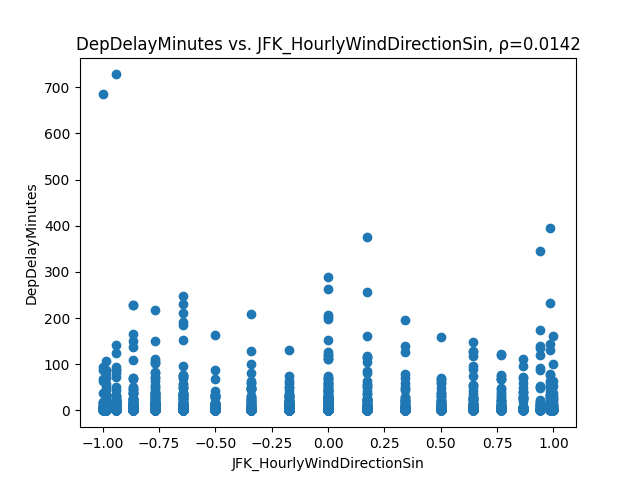 DepDelayMinutes vs. JFK_HourlyWindDirectionSin, ρ=0.0142
700
600
500
400
300
200
100
0
DepDelayMinutes
−1.00 −0.75 −0.50 −0.25 0.00 0.25 0.50 0.75 1.00
JFK_HourlyWindDirectionSin